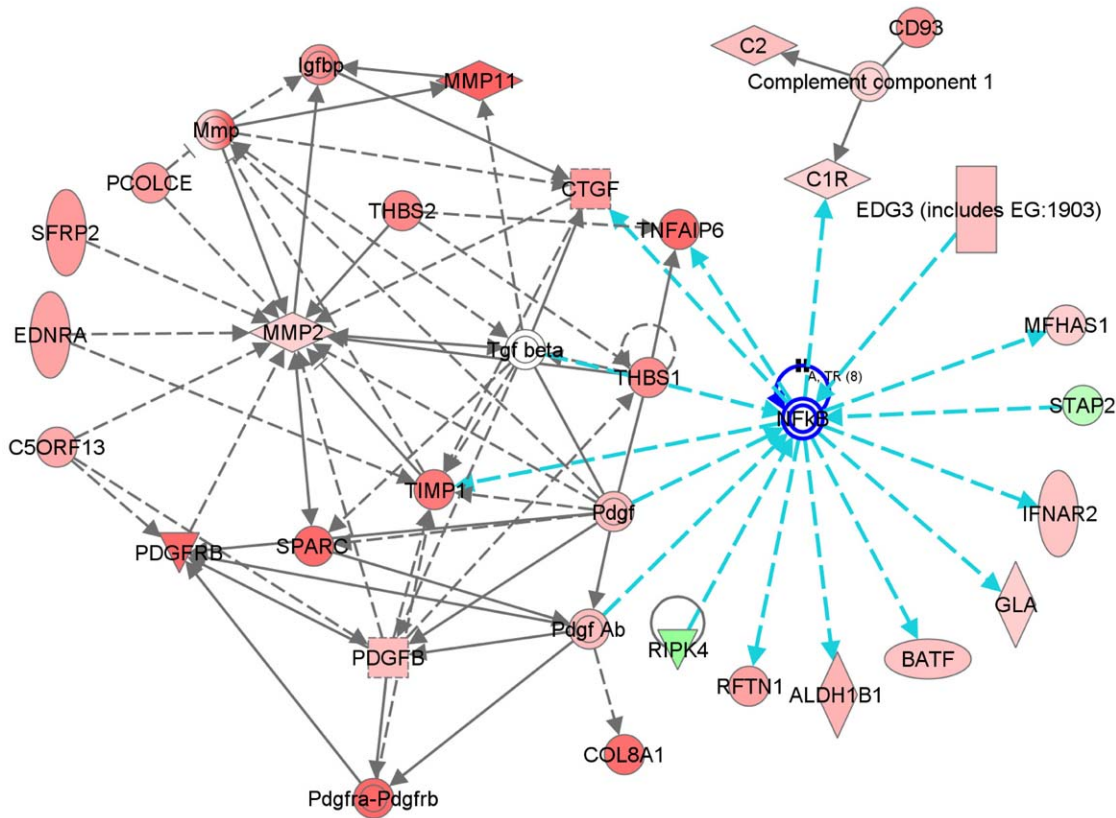 C2
CD93
Igfbp
MMP11
Complement component 1
Mmp
PCOLCE
CTGF
C1R
THBS2
EDG3 (includes EG:1903)
SFRP2
TNFAIP6
EDNRA
MMP2
MFHAS1
Tgf beta
THBS1
A, TR (8)
STAP2
NFkB
C5ORF13
TIMP1
Pdgf
IFNAR2
PDGFRB
SPARC
GLA
Pdgf Ab
RIPK4
PDGFB
BATF
RFTN1
ALDH1B1
COL8A1
Pdgfra-Pdgfrb